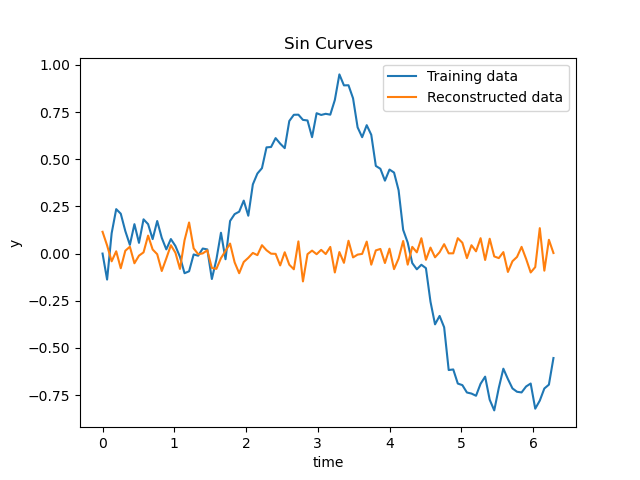 Sin Curves
Training data
Reconstructed data
1.00
0.75
0.50
0.25
0.00
−0.25
−0.50
−0.75
y
0 1 2 3 4 5 6
time